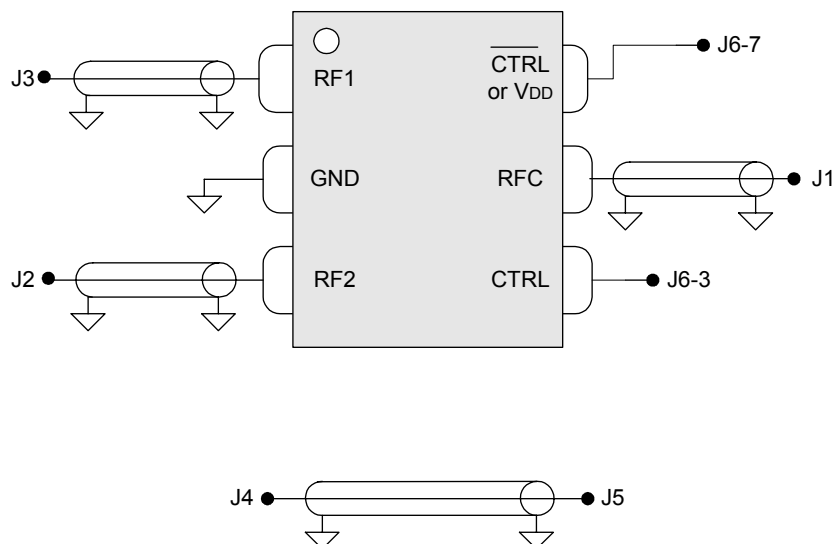 J3
RF1
CTRL
or VDD
J6-7
GND
RFC
J1
J2
RF2
CTRL
J6-3
J4
J5